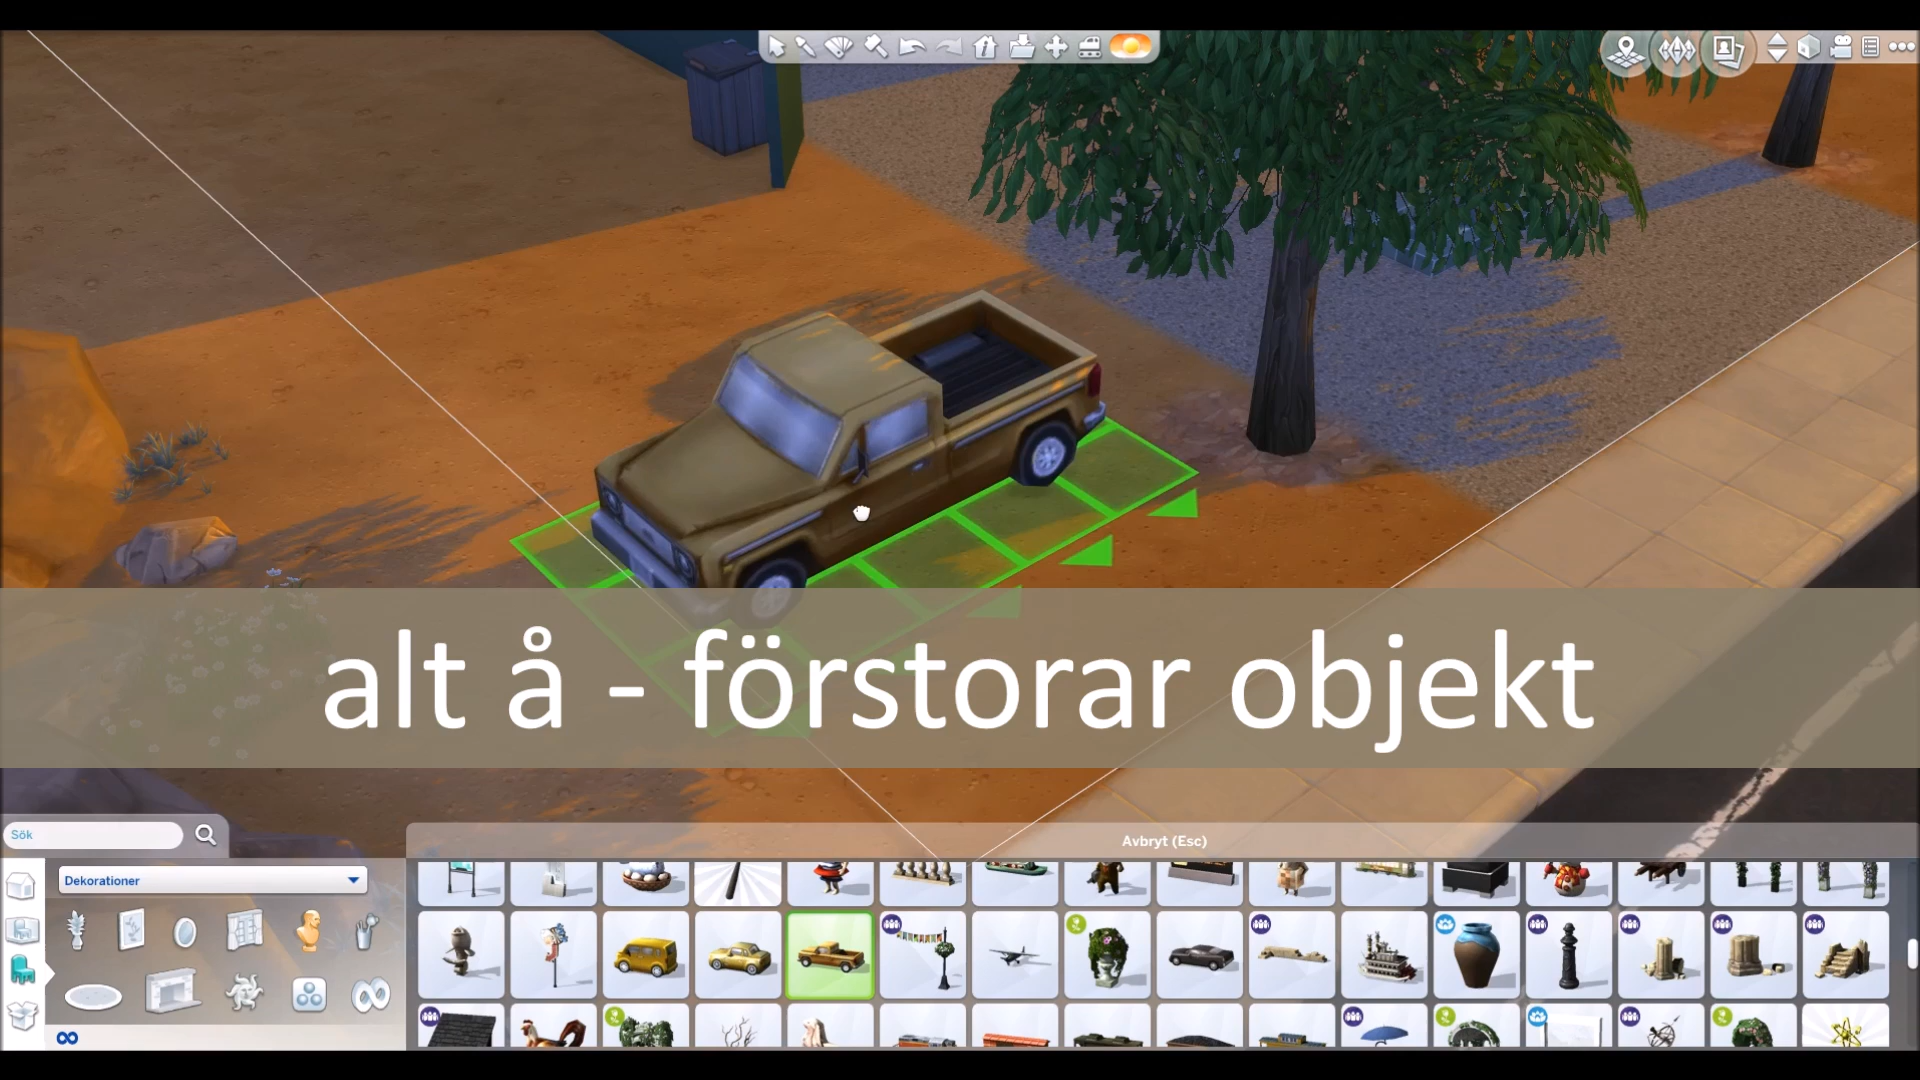 alt å - förstorar objekt
Sök
Avbryt (Esc)
Dekorationer